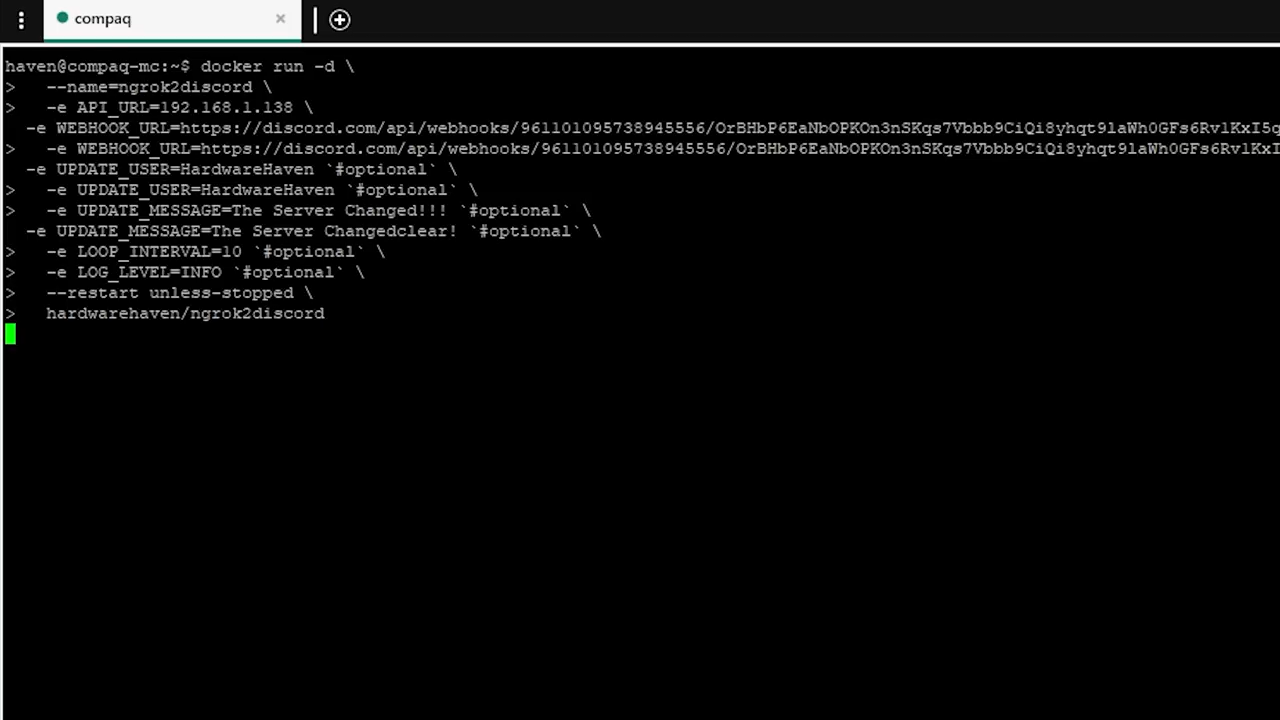 compaq
haven@compaq-mc:~$ docker run -d \
> --name=ngrok2discord \
> -e API_URL=192.168.1.138 \
-e WEBHOOK_URL=https://discord.com/api/webhooks/961101095738945556/OrBHbP6EaNbOPKOn3nSKqs7Vbbb9CiQi8yhqt9laWh0GFs6Rv1KxI5q
> -e WEBHOOK_URL=https://discord.com/api/webhooks/961101095738945556/OrBHbP6EaNbOPKOn3nSKqs7Vbbb9CiQi8yhqt9laWh0GFs6Rv1KxI
-e UPDATE_USER=HardwareHaven `#optional` \
> -e UPDATE_USER=HardwareHaven `#optional` \
> -e UPDATE_MESSAGE=The Server Changed!!! `#optional` \
-e UPDATE_MESSAGE=The Server Changedclear! `#optional` \
> -e LOOP_INTERVAL=10 `#optional` \
> -e LOG_LEVEL=INFO `#optional` \
> --restart unless-stopped \
> hardwarehaven/ngrok2discord